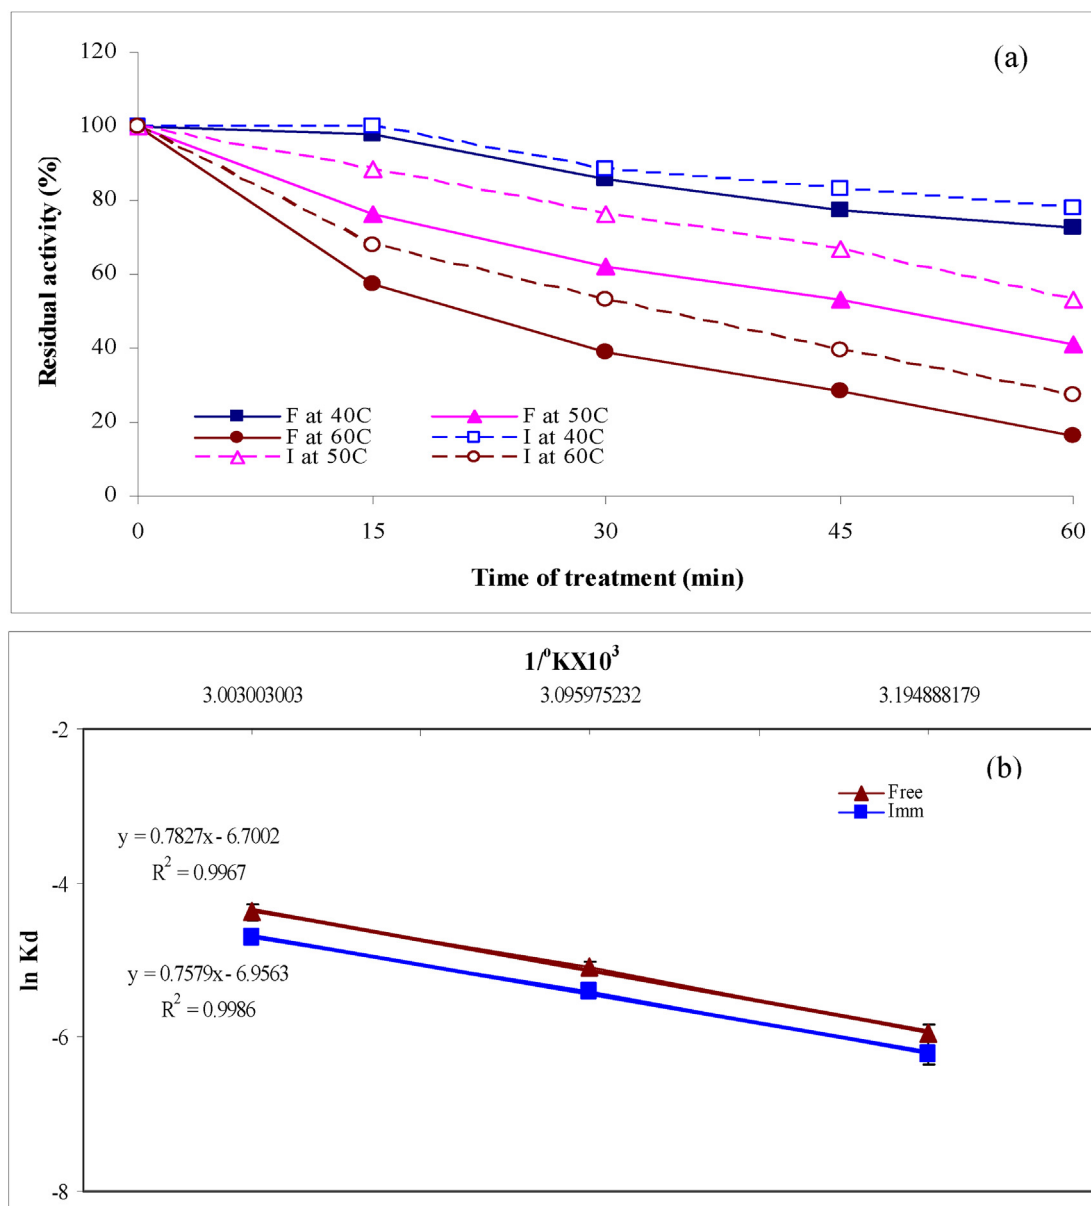 (a)
120
100
80
60
40
20
0
Residual activity (%)
F at 40C
F at 50C
F at 60C
I at 40C
I at 50C
I at 60C
0 15 30 45 60
Time of treatment (min)
1/°KX10³
3.003003003 3.095975232 3.194888179
-2
(b)
Free
Imm
y = 0.7827x - 6.7002
R² = 0.9967
-4
ln Kd
y = 0.7579x - 6.9563
R² = 0.9986
-6
-8